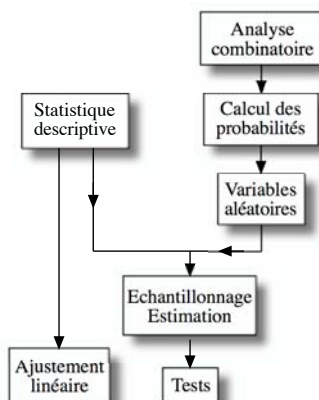 Analyse
combinatoire
Statistique
descriptive
Calcul des
probabilités
Variables
aléatoires
Echantillonnage
Estimation
Ajustement
linéaire
Tests